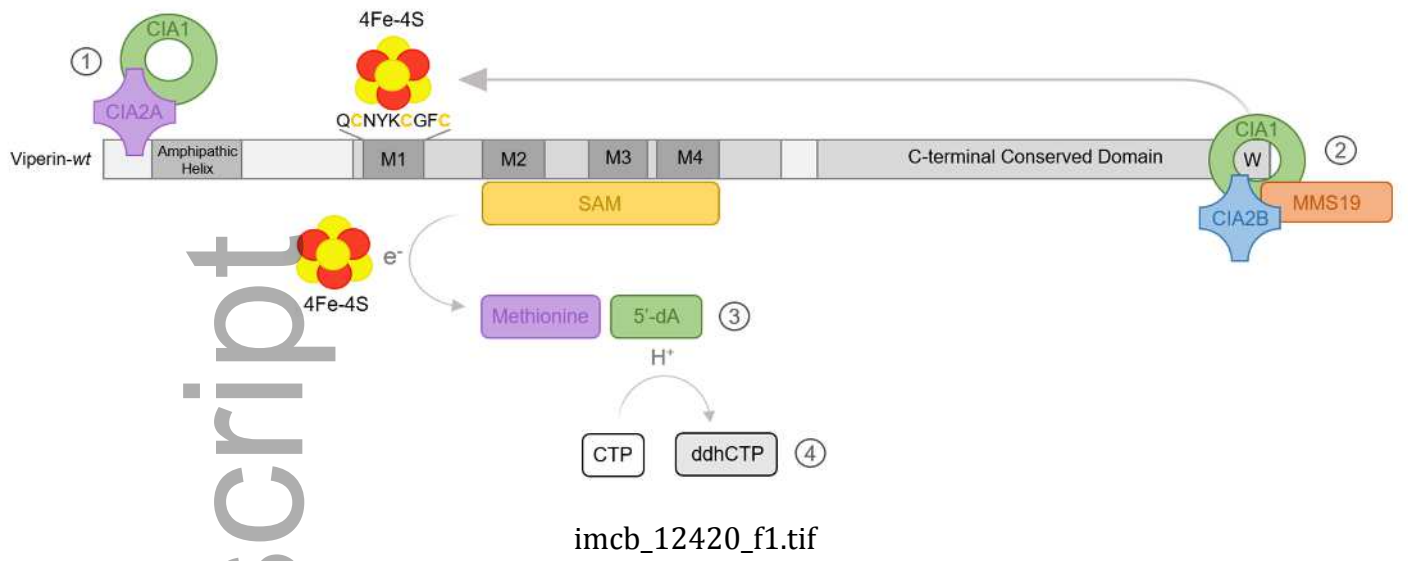 CIA1
4Fe-4S
1
CIA2A
QCNYKCGFC
CIA1
Viperin-wt
Amphipathic
Helix
M1
M2
M3
M4
C-terminal Conserved Domain
W
2
SAM
CIA2B
MMS19
e-
4Fe-4S
Methionine
5'-dA
3
H+
CTP
ddhCTP
4
script
imcb_12420_f1.tif